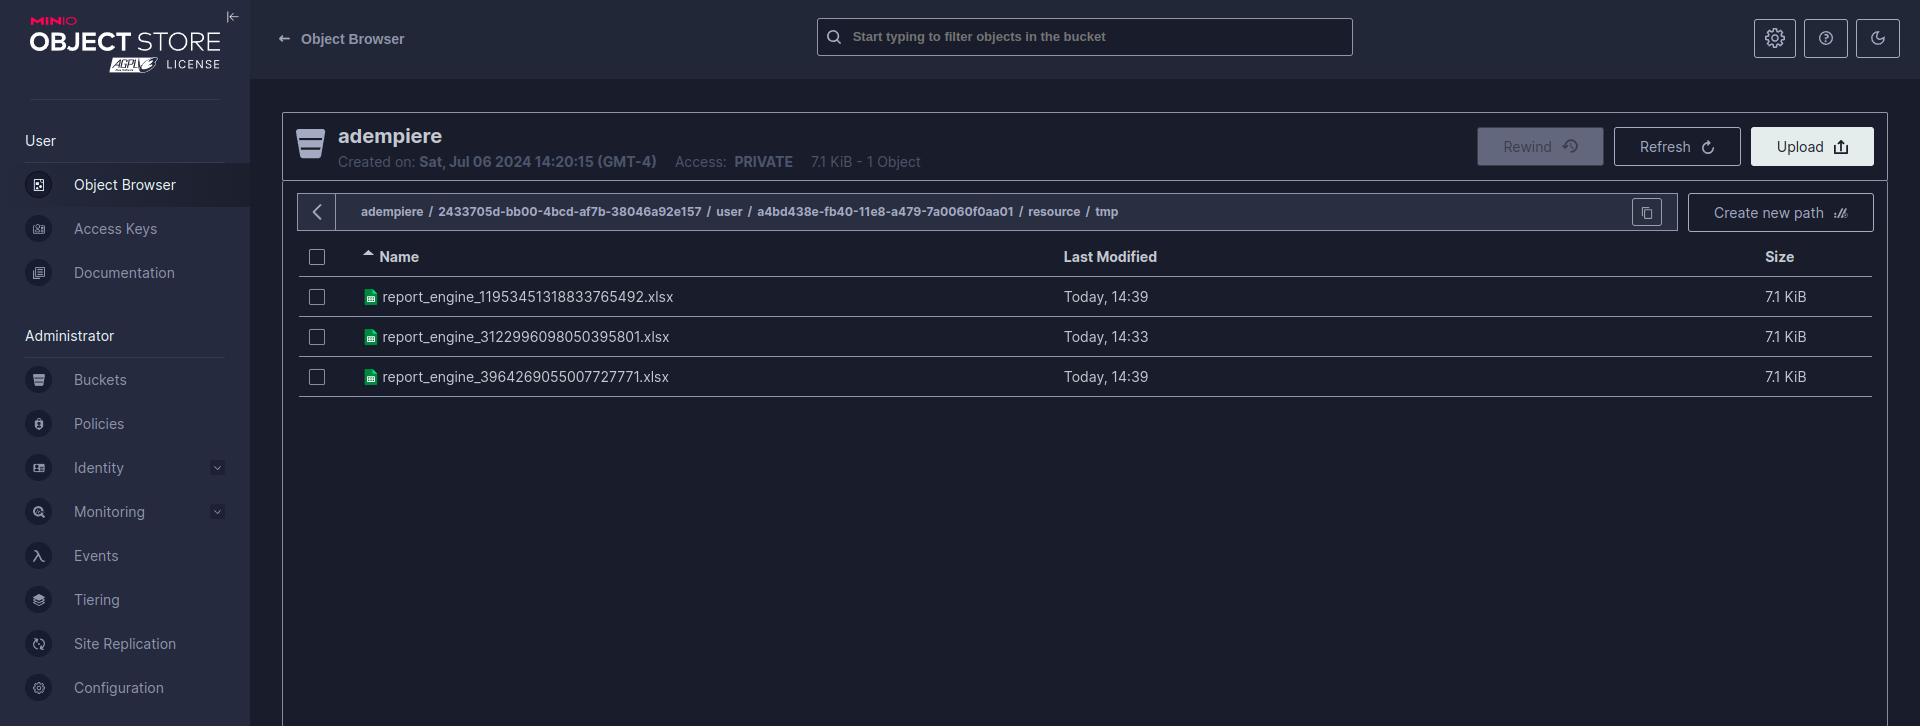 MINIO
OBJECT STORE
AGPLv3 LICENSE
User
Object Browser
Access Keys
Documentation
Administrator
Buckets
Policies
Identity
Monitoring
Events
Tiering
Site Replication
Configuration
← Object Browser
Start typing to filter objects in the bucket
adempiere
Created on: Sat, Jul 06 2024 14:20:15 (GMT-4) Access: PRIVATE 7.1 KiB - 1 Object
Rewind Refresh Upload
adempiere / 2433705d-bb00-4bcd-af7b-38046a92e157 / user / a4bd438e-fb40-11e8-a479-7a0060f0aa01 / resource / tmp
Create new path
Name Last Modified Size
report_engine_11953451318833765492.xlsx Today, 14:39 7.1 KiB
report_engine_3122996098050395801.xlsx Today, 14:33 7.1 KiB
report_engine_3964269055007727771.xlsx Today, 14:39 7.1 KiB